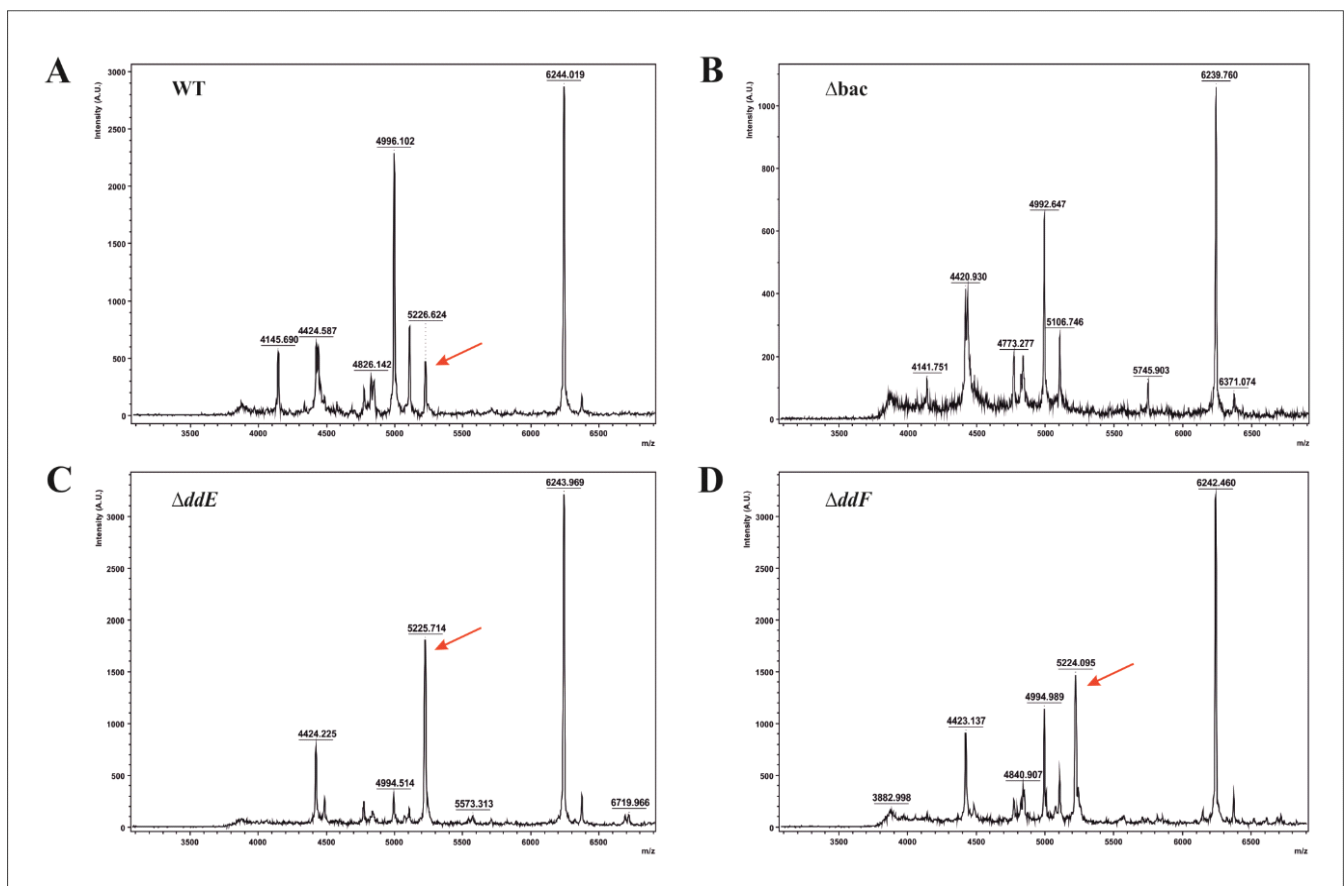 A
WT
Intensity (A.U.)
3000
2500
2000
1500
1000
500
0
6244.019
4996.102
5226.624
4424.587
4145.690
4826.142
3500 4000 4500 5000 5500 6000 6500
m/z
B
Δbac
Intensity (A.U.)
1000
800
600
400
200
0
6239.760
4992.647
4420.930
5106.746
4773.277
4141.751
5745.903
6371.074
3500 4000 4500 5000 5500 6000 6500
m/z
C
ΔddE
Intensity (A.U.)
3000
2500
2000
1500
1000
500
0
6243.969
5225.714
4424.225
4994.514
5573.313
6719.966
3500 4000 4500 5000 5500 6000 6500
m/z
D
ΔddF
Intensity (A.U.)
3000
2500
2000
1500
1000
500
0
6242.460
5224.095
4994.989
4423.137
4840.907
3882.998
3500 4000 4500 5000 5500 6000 6500
m/z